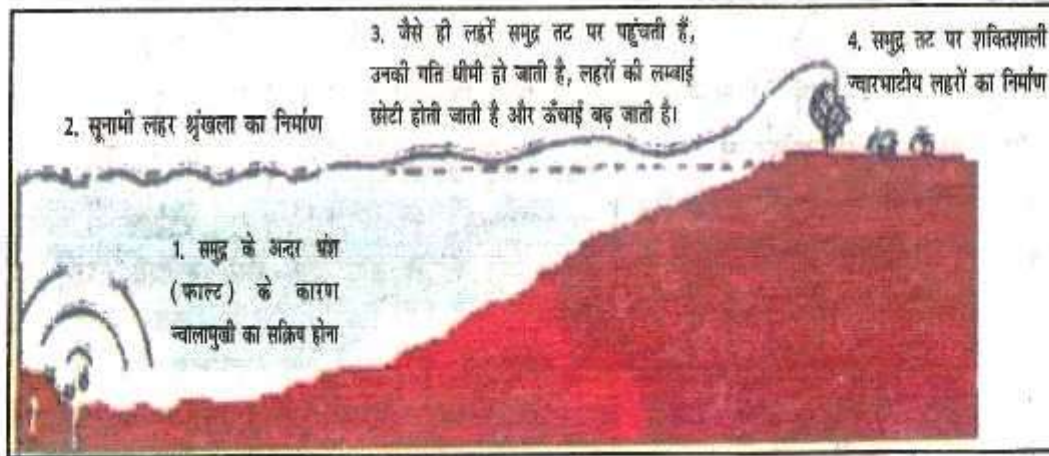 3. जैसे ही लहरें समुद्र तट पर पहुंचती हैं,
उनकी गति धीमी हो जाती है, लहरों की लम्बाई
छोटी होती जाती है और ऊँचाई बढ़ जाती है।
4. समुद्र तट पर शक्तिशाली
ज्वारभाटीय लहरों का निर्माण
2. सूनामी लहर श्रृंखला का निर्माण
1. समुद्र के अन्दर भ्रंश
(फाल्ट) के कारण
ज्वालामुखी का सक्रिय होना